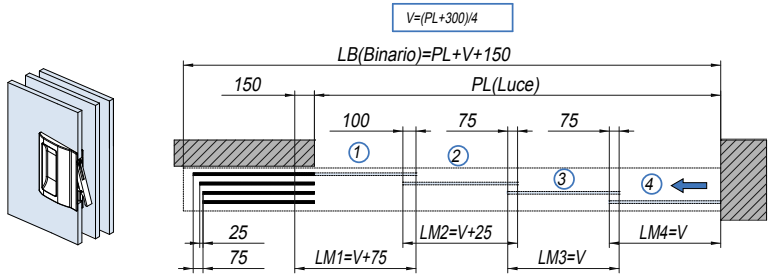 V=(PL+300)/4
LB(Binario)=PL+V+150
150
PL(Luce)
100
75
75
1
2
3
4
25
75
LM1=V+75
LM2=V+25
LM3=V
LM4=V